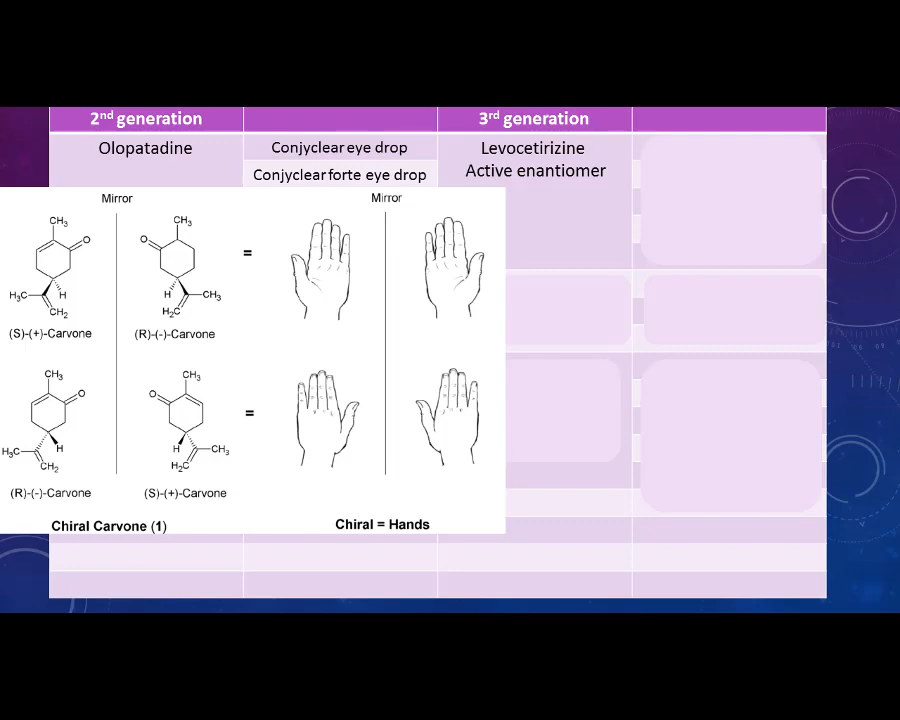 2nd generation
3rd generation
Olopatadine
Conjyclear eye drop
Levocetirizine
Conjyclear forte eye drop
Active enantiomer
Mirror
Mirror
CH3
CH3
O
O
=
H
H
H3C
CH3
CH2
H2C
(S)-(+)-Carvone
(R)-(-)-Carvone
CH3
CH3
O
O
=
H
H
H3C
CH3
CH2
H2C
(R)-(-)-Carvone
(S)-(+)-Carvone
Chiral Carvone (1)
Chiral = Hands